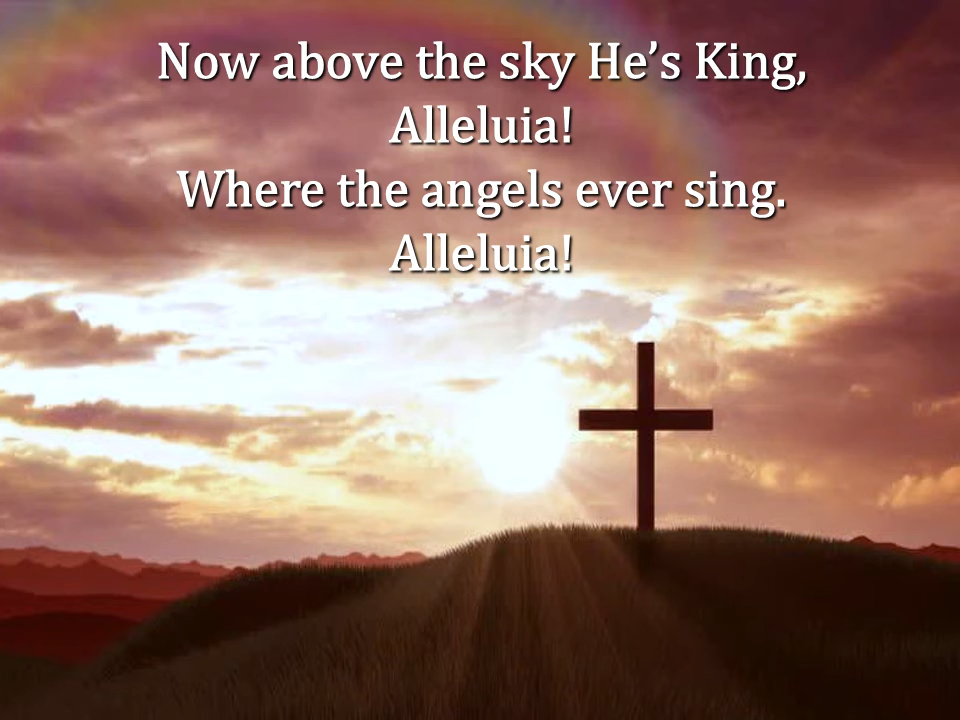 Now above the sky He’s King,
Alleluia!
Where the angels ever sing.
Alleluia!